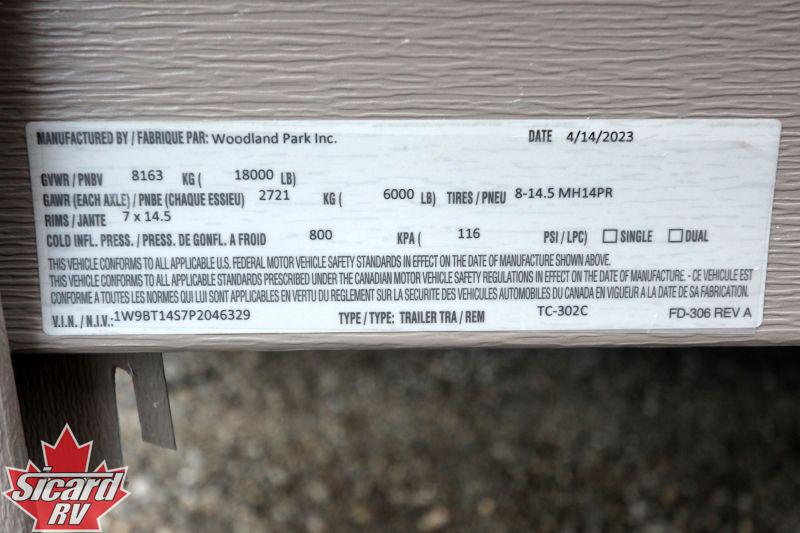 MANUFACTURED BY / FABRIQUE PAR: Woodland Park Inc. DATE 4/14/2023
GVWR / PNBV 8163 KG ( 18000 LB)
GAWR (EACH AXLE) / PNBE (CHAQUE ESSIEU) 2721 KG ( 6000 LB) TIRES / PNEU 8-14.5 MH14PR
RIMS / JANTE 7 x 14.5
COLD INFL. PRESS. / PRESS. DE GONFL. A FROID 800 KPA ( 116 PSI / LPC) SINGLE DUAL
THIS VEHICLE CONFORMS TO ALL APPLICABLE U.S. FEDERAL MOTOR VEHICLE SAFETY STANDARDS IN EFFECT ON THE DATE OF MANUFACTURE SHOWN ABOVE.
THIS VEHICLE CONFORMS TO ALL APPLICABLE STANDARDS PRESCRIBED UNDER THE CANADIAN MOTOR VEHICLE SAFETY REGULATIONS IN EFFECT ON THE DATE OF MANUFACTURE. - CE VEHICULE EST
CONFORME A TOUTES LES NORMES QUI LUI SONT APPLICABLES EN VERTU DU REGLEMENT SUR LA SECURITE DES VEHICULES AUTOMOBILES DU CANADA EN VIGUEUR A LA DATE DE SA FABRICATION.
V.I.N. / N.I.V.: 1W9BT14S7P2046329 TYPE / TYPE: TRAILER TRA / REM TC-302C FD-306 REV A
Sicard
RV